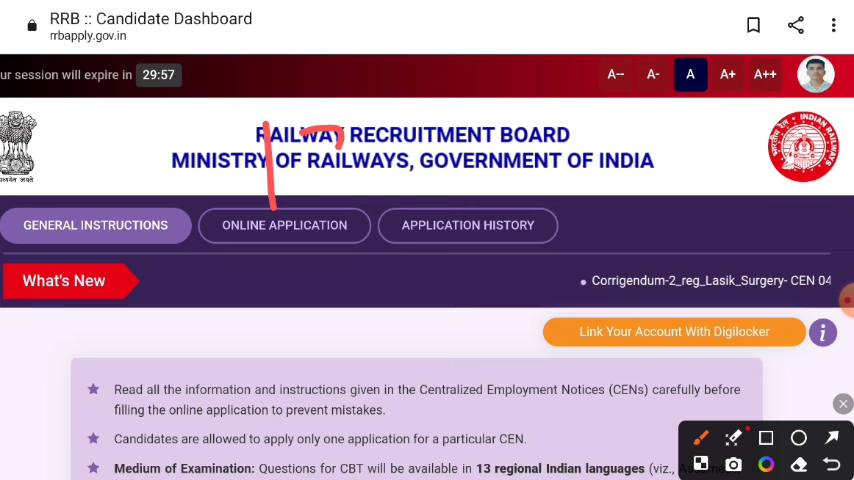 RRB :: Candidate Dashboard
rrbapply.gov.in
ur session will expire in 29:57
A-- A- A A+ A++
RAILWAY RECRUITMENT BOARD
MINISTRY OF RAILWAYS, GOVERNMENT OF INDIA
INDIAN RAILWAYS
GENERAL INSTRUCTIONS ONLINE APPLICATION APPLICATION HISTORY
What's New
Corrigendum-2_reg_Lasik_Surgery- CEN 04
Link Your Account With Digilocker
i
Read all the information and instructions given in the Centralized Employment Notices (CENs) carefully before
filling the online application to prevent mistakes.
Candidates are allowed to apply only one application for a particular CEN.
Medium of Examination: Questions for CBT will be available in 13 regional Indian languages (viz.,